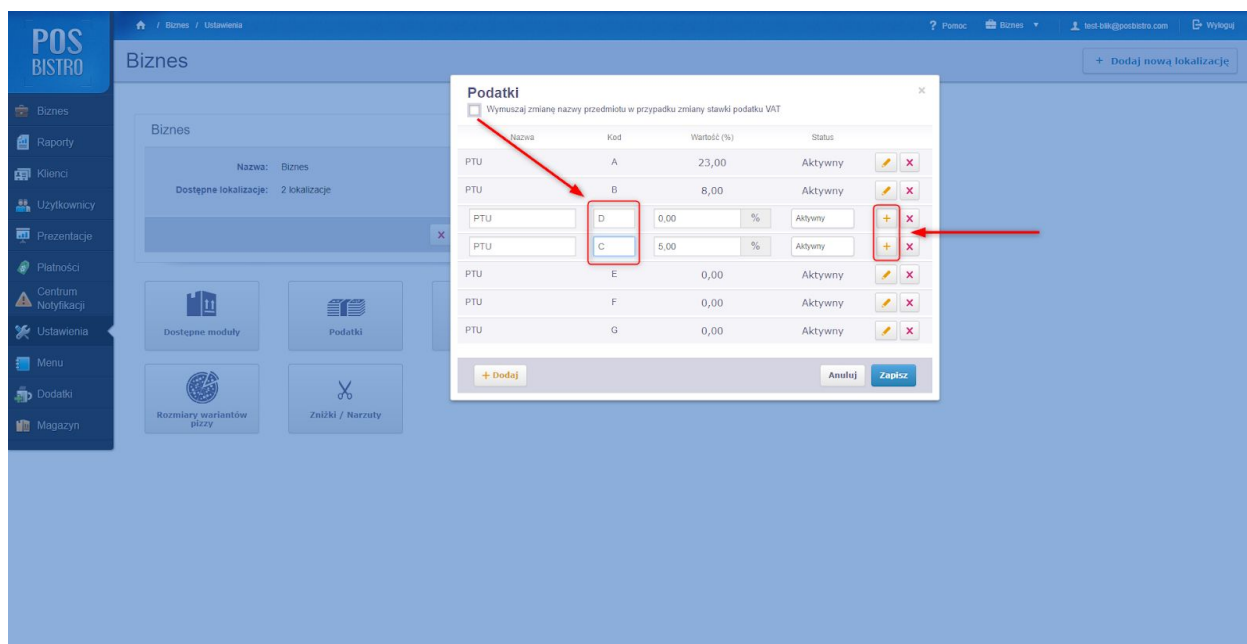 POS
BISTRO
/ Biznes / Ustawienia
? Pomoc Biznes test-blik@posbistro.com Wyloguj
Biznes
+ Dodaj nową lokalizację
Biznes
Raporty
Klienci
Użytkownicy
Prezentacje
Płatności
Centrum
Notyfikacji
Ustawienia
Menu
Dodatki
Magazyn
Biznes
Nazwa: Biznes
Dostępne lokalizacje: 2 lokalizacje
x
Dostępne moduły
Podatki
Rozmiary wariantów
pizzy
Zniżki / Narzuty
Podatki
×
Wymuszaj zmianę nazwy przedmiotu w przypadku zmiany stawki podatku VAT
Nazwa Kod Wartość (%) Status
PTU A 23,00 Aktywny x
PTU B 8,00 Aktywny x
PTU D 0,00 % Aktywny + x
PTU C 5,00 % Aktywny + x
PTU E 0,00 Aktywny x
PTU F 0,00 Aktywny x
PTU G 0,00 Aktywny x
+ Dodaj Anuluj Zapisz